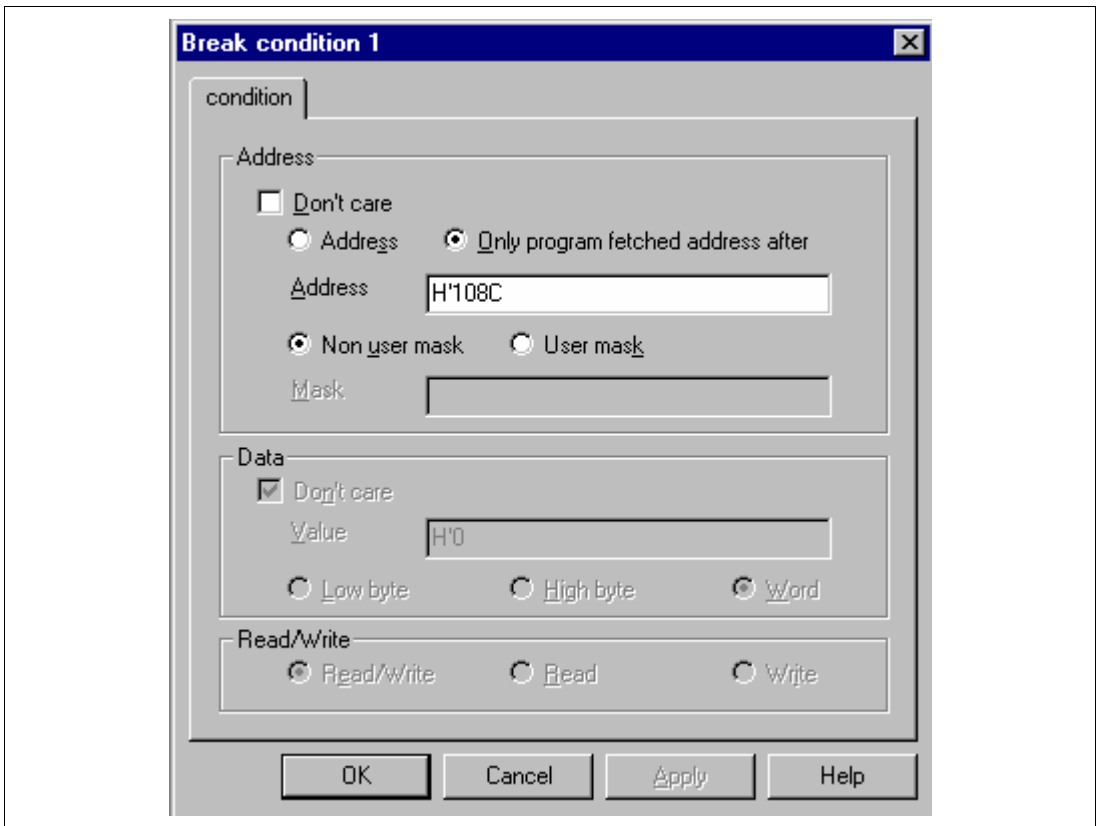 Break condition 1
condition
Address
Don't care
Address Only program fetched address after
Address H'108C
Non user mask User mask
Mask
Data
Don't care
Value H'0
Low byte High byte Word
Read/Write
Read/Write Read Write
OK Cancel Apply Help